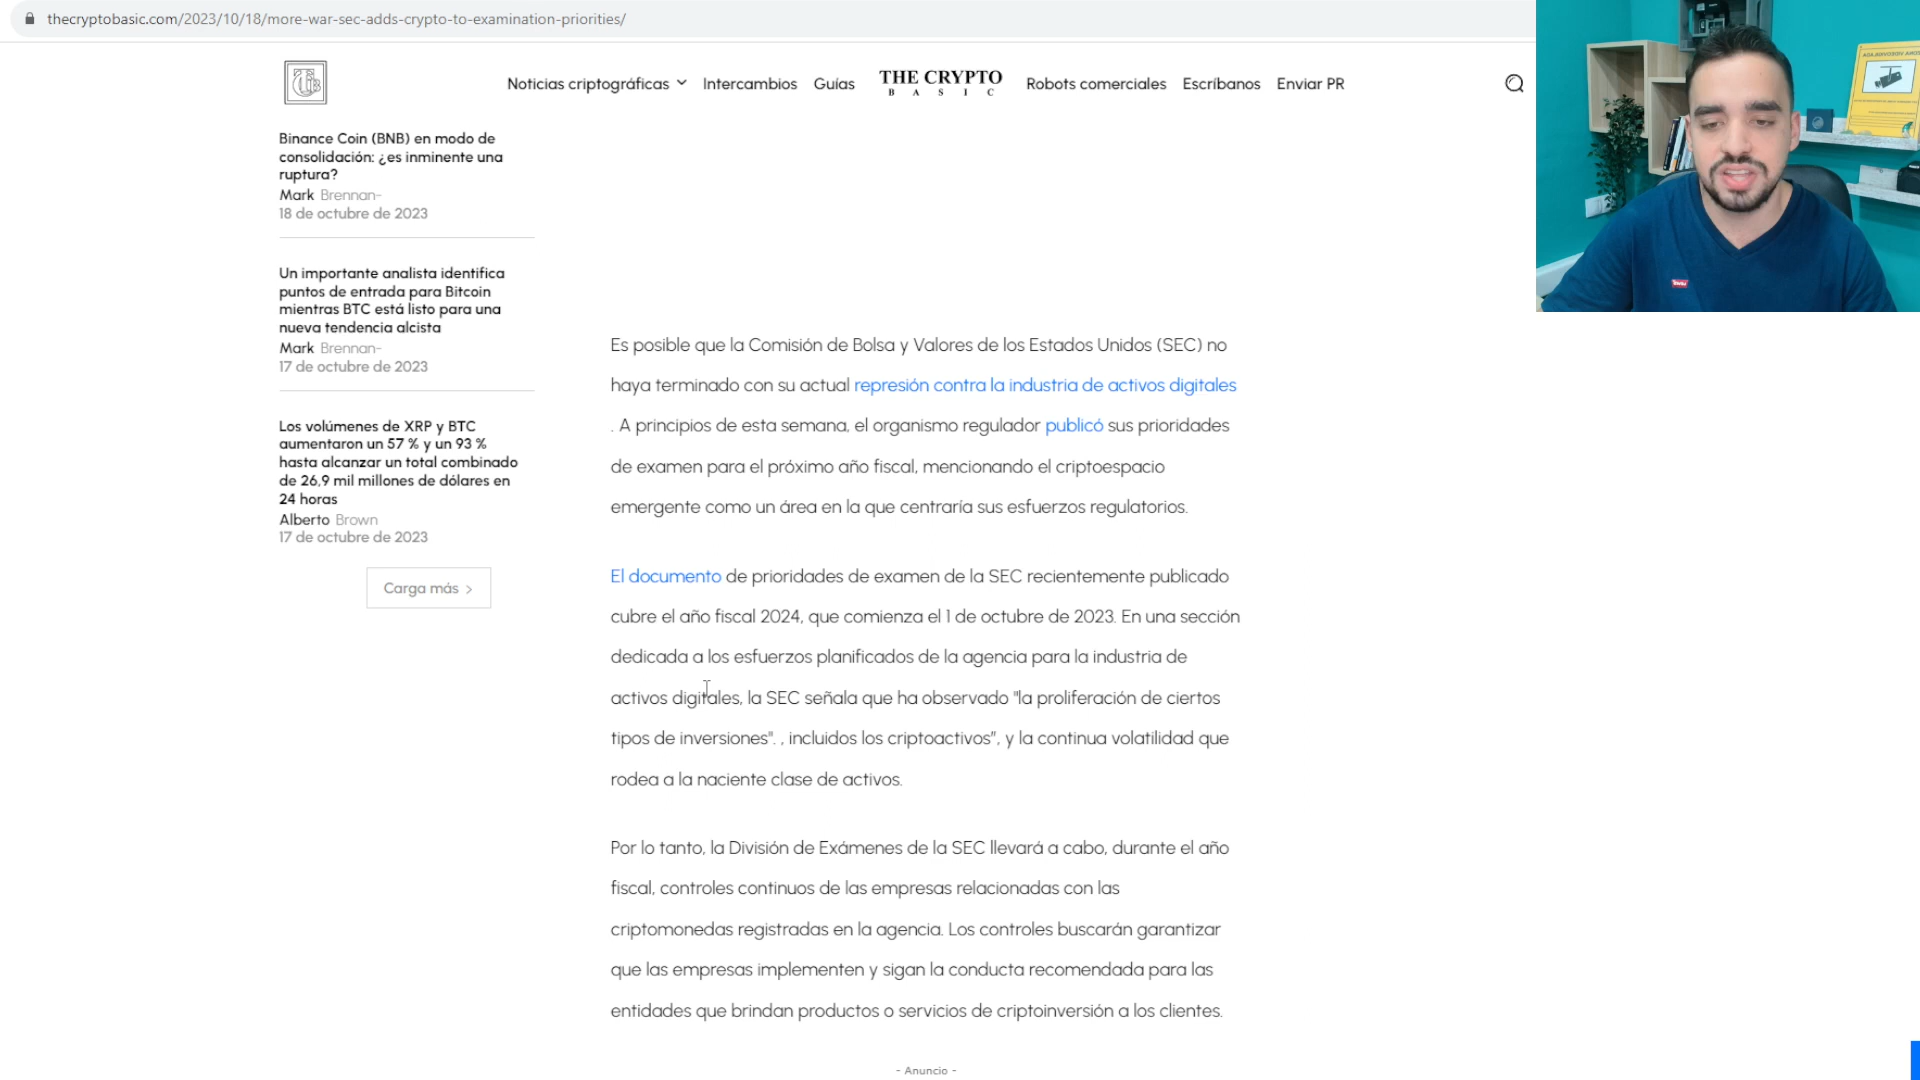 thecryptobasic.com/2023/10/18/more-war-sec-adds-crypto-to-examination-priorities/
Noticias criptográficas
Intercambios
Guías
THE CRYPTO
BASIC
Robots comerciales
Escríbanos
Enviar PR
Binance Coin (BNB) en modo de
consolidación: ¿es inminente una
ruptura?
Mark Brennan-
18 de octubre de 2023
Un importante analista identifica
puntos de entrada para Bitcoin
mientras BTC está listo para una
nueva tendencia alcista
Mark Brennan-
17 de octubre de 2023
Los volúmenes de XRP y BTC
aumentaron un 57 % y un 93 %
hasta alcanzar un total combinado
de 26,9 mil millones de dólares en
24 horas
Alberto Brown
17 de octubre de 2023
Carga más
Es posible que la Comisión de Bolsa y Valores de los Estados Unidos (SEC) no
haya terminado con su actual represión contra la industria de activos digitales
. A principios de esta semana, el organismo regulador publicó sus prioridades
de examen para el próximo año fiscal, mencionando el criptoespacio
emergente como un área en la que centraría sus esfuerzos regulatorios.
El documento de prioridades de examen de la SEC recientemente publicado
cubre el año fiscal 2024, que comienza el 1 de octubre de 2023. En una sección
dedicada a los esfuerzos planificados de la agencia para la industria de
activos digitales, la SEC señala que ha observado "la proliferación de ciertos
tipos de inversiones". , incluidos los criptoactivos", y la continua volatilidad que
rodea a la naciente clase de activos.
Por lo tanto, la División de Exámenes de la SEC llevará a cabo, durante el año
fiscal, controles continuos de las empresas relacionadas con las
criptomonedas registradas en la agencia. Los controles buscarán garantizar
que las empresas implementen y sigan la conducta recomendada para las
entidades que brindan productos o servicios de criptoinversión a los clientes.
- Anuncio -